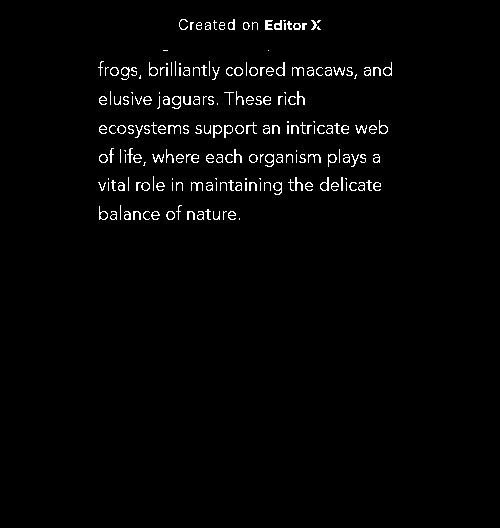 Created on Editor X
frogs, brilliantly colored macaws, and
elusive jaguars. These rich
ecosystems support an intricate web
of life, where each organism plays a
vital role in maintaining the delicate
balance of nature.